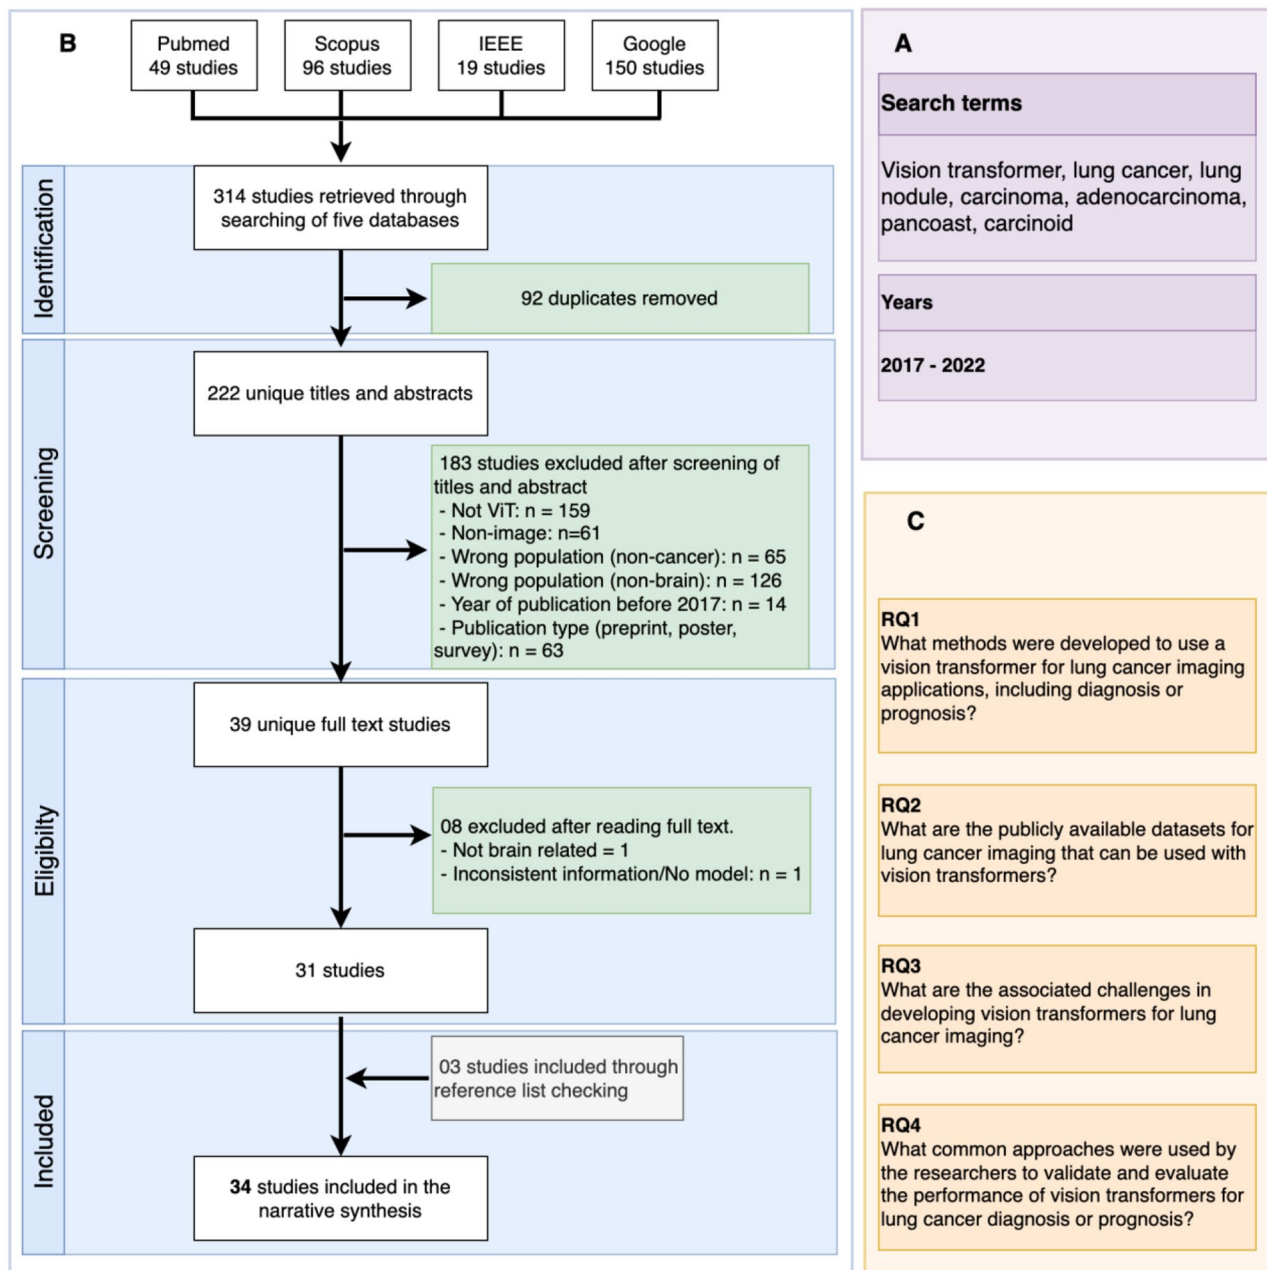 B
Pubmed
49 studies
Scopus
96 studies
IEEE
19 studies
Google
150 studies
Identification
314 studies retrieved through
searching of five databases
92 duplicates removed
Screening
222 unique titles and abstracts
183 studies excluded after screening of
titles and abstract
- Not ViT: n = 159
- Non-image: n=61
- Wrong population (non-cancer): n = 65
- Wrong population (non-brain): n = 126
- Year of publication before 2017: n = 14
- Publication type (preprint, poster,
survey): n = 63
Eligibilty
39 unique full text studies
08 excluded after reading full text.
- Not brain related = 1
- Inconsistent information/No model: n = 1
31 studies
Included
03 studies included through
reference list checking
34 studies included in the
narrative synthesis
A
Search terms
Vision transformer, lung cancer, lung
nodule, carcinoma, adenocarcinoma,
pancoast, carcinoid
Years
2017 - 2022
C
RQ1
What methods were developed to use a
vision transformer for lung cancer imaging
applications, including diagnosis or
prognosis?
RQ2
What are the publicly available datasets for
lung cancer imaging that can be used with
vision transformers?
RQ3
What are the associated challenges in
developing vision transformers for lung
cancer imaging?
RQ4
What common approaches were used by
the researchers to validate and evaluate
the performance of vision transformers for
lung cancer diagnosis or prognosis?